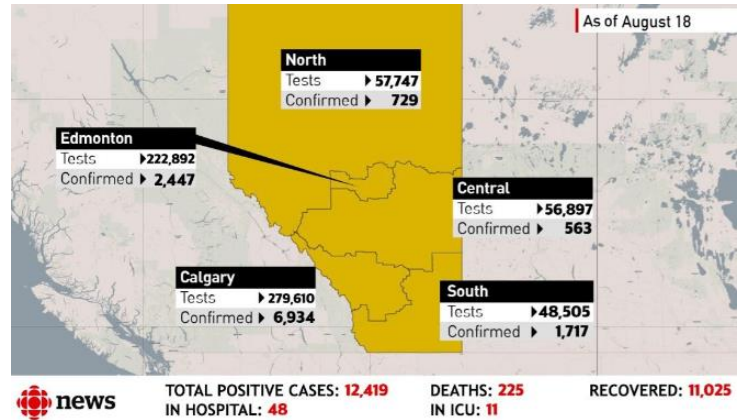 As of August 18
North
Tests 57,747
Confirmed 729
Edmonton
Tests 222,892
Confirmed 2,447
Central
Tests 56,897
Confirmed 563
Calgary
Tests 279,610
Confirmed 6,934
South
Tests 48,505
Confirmed 1,717
news
TOTAL POSITIVE CASES: 12,419 DEATHS: 225 RECOVERED: 11,025
IN HOSPITAL: 48 IN ICU: 11